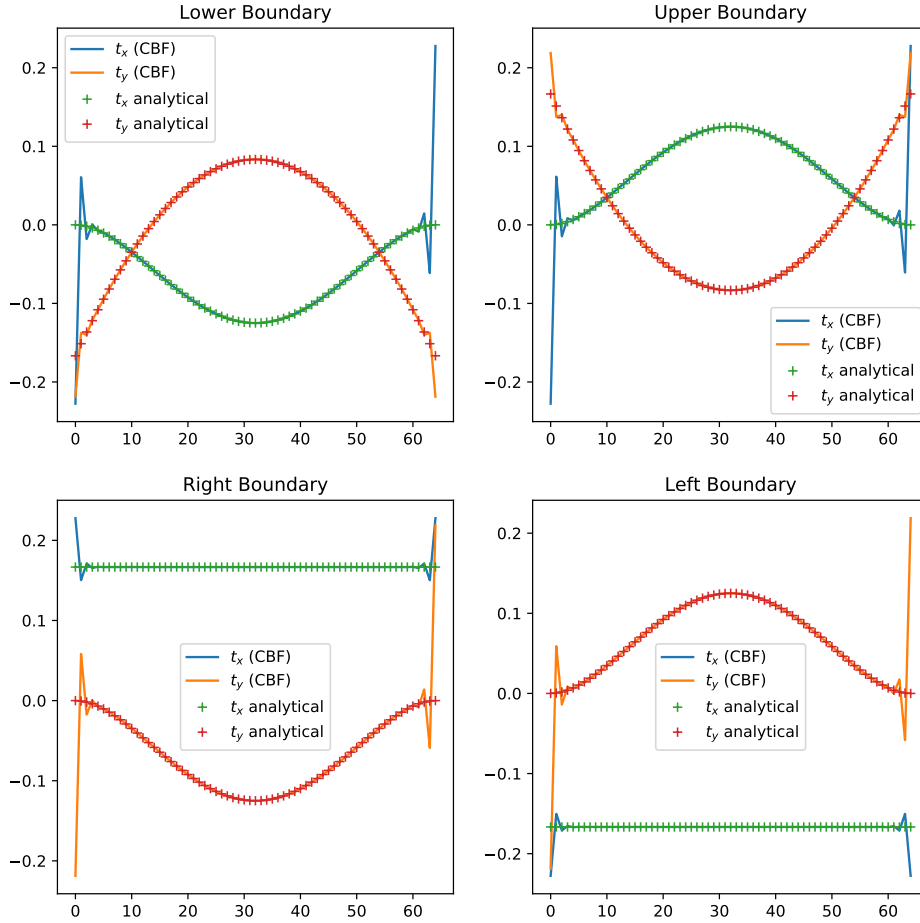 Lower Boundary
0.2
0.1
0.0
−0.1
−0.2
0 10 20 30 40 50 60
t_x (CBF)
t_y (CBF)
t_x analytical
t_y analytical
Upper Boundary
0.2
0.1
0.0
−0.1
−0.2
0 10 20 30 40 50 60
t_x (CBF)
t_y (CBF)
t_x analytical
t_y analytical
Right Boundary
0.2
0.1
0.0
−0.1
−0.2
0 10 20 30 40 50 60
t_x (CBF)
t_y (CBF)
t_x analytical
t_y analytical
Left Boundary
0.2
0.1
0.0
−0.1
−0.2
0 10 20 30 40 50 60
t_x (CBF)
t_y (CBF)
t_x analytical
t_y analytical